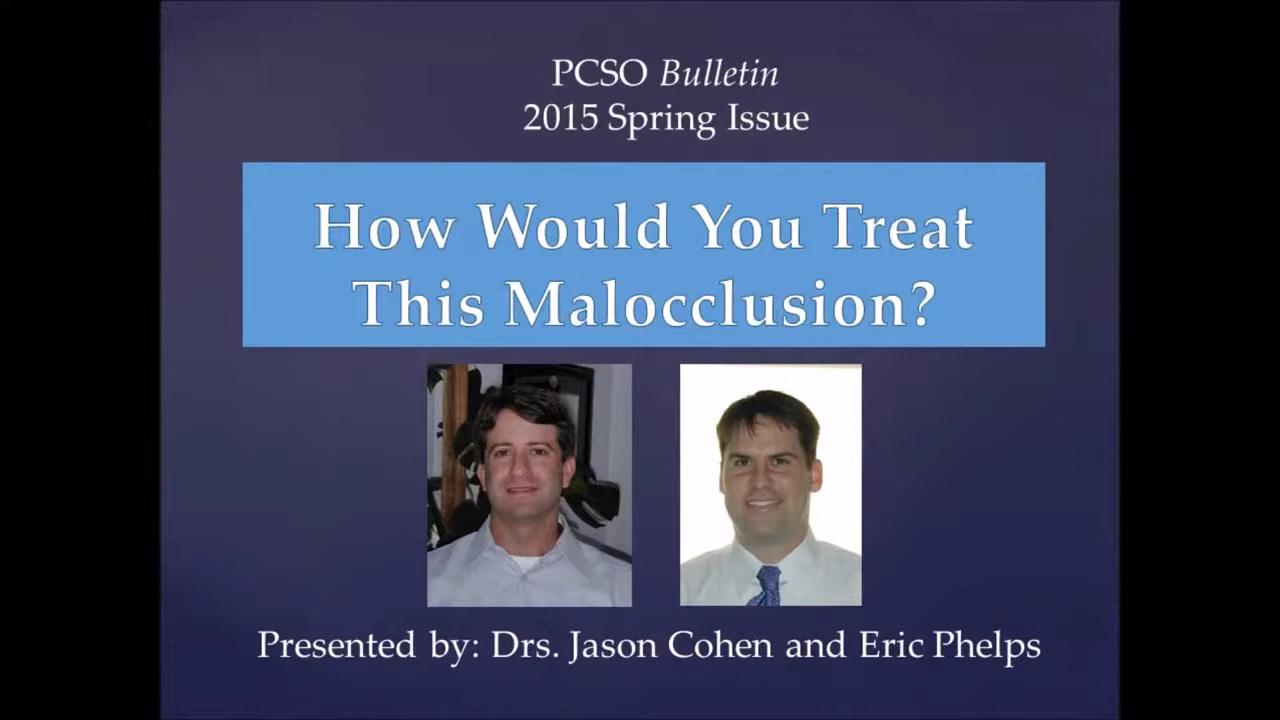 PCSO Bulletin
2015 Spring Issue
How Would You Treat
This Malocclusion?
Presented by: Drs. Jason Cohen and Eric Phelps